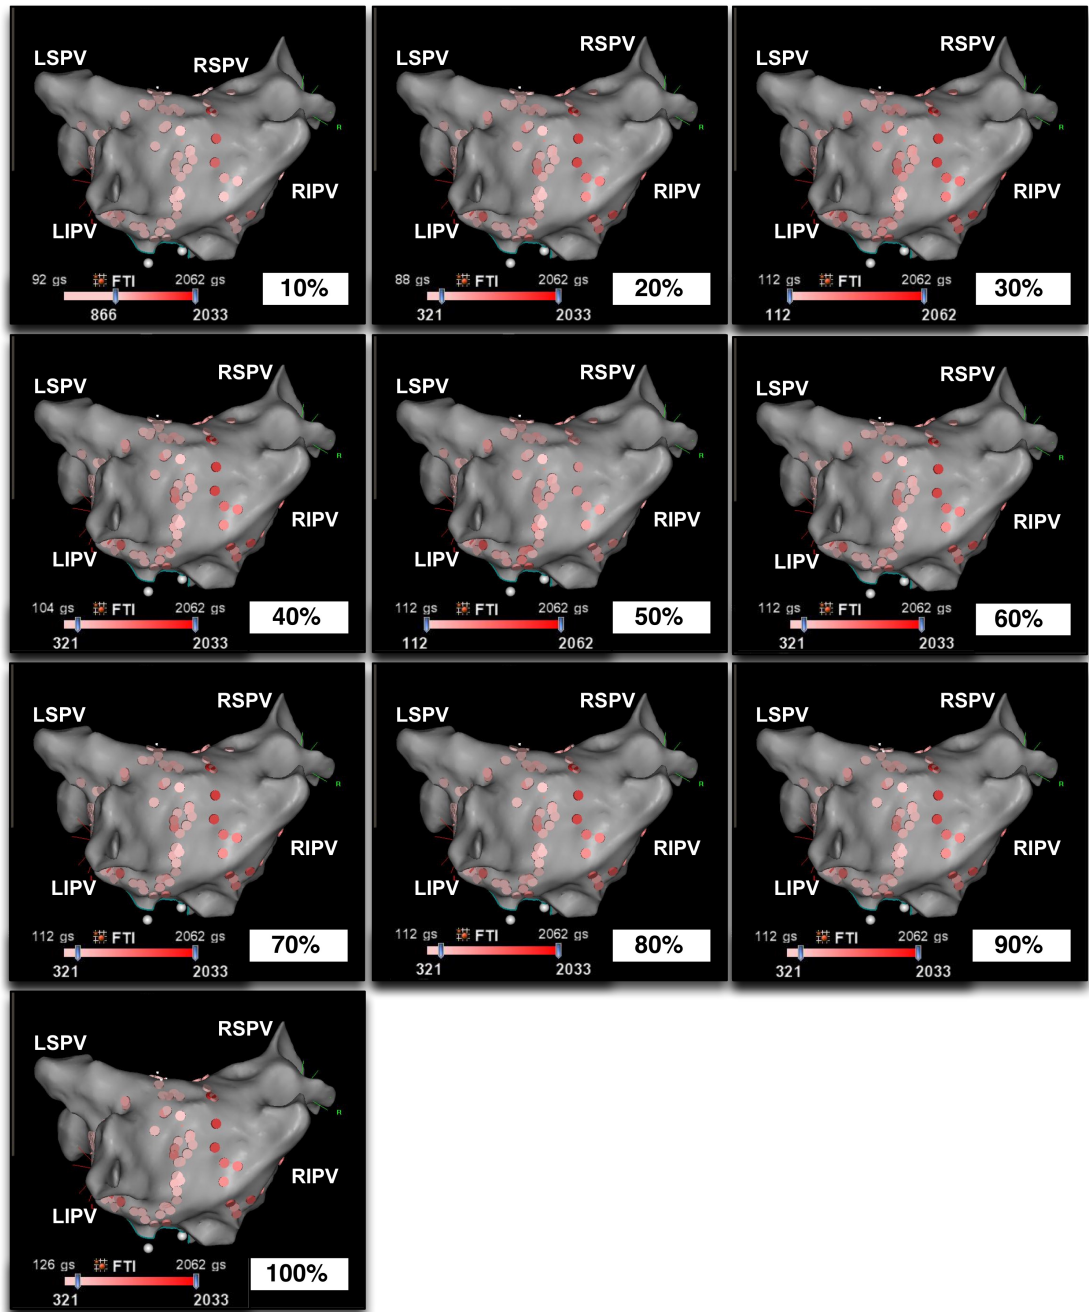 LSPV
RSPV
RIPV
LIPV
92 gs FTI 2062 gs
866 2033
10%
LSPV
RSPV
R
RIPV
LIPV
88 gs FTI 2062 gs
321 2033
20%
LSPV
RSPV
R
RIPV
LIPV
112 gs FTI 2062 gs
112 2062
30%
R
LSPV
RSPV
R
RIPV
LIPV
104 gs FTI 2062 gs
321 2033
40%
LSPV
RSPV
R
RIPV
LIPV
112 gs FTI 2062 gs
112 2062
50%
LSPV
RSPV
R
RIPV
LIPV
112 gs FTI 2062 gs
321 2033
60%
LSPV
RSPV
R
RIPV
LIPV
112 gs FTI 2062 gs
321 2033
70%
LSPV
RSPV
R
RIPV
LIPV
112 gs FTI 2062 gs
321 2033
80%
LSPV
RSPV
R
RIPV
LIPV
112 gs FTI 2062 gs
321 2033
90%
LSPV
RSPV
R
RIPV
LIPV
126 gs FTI 2062 gs
321 2033
100%